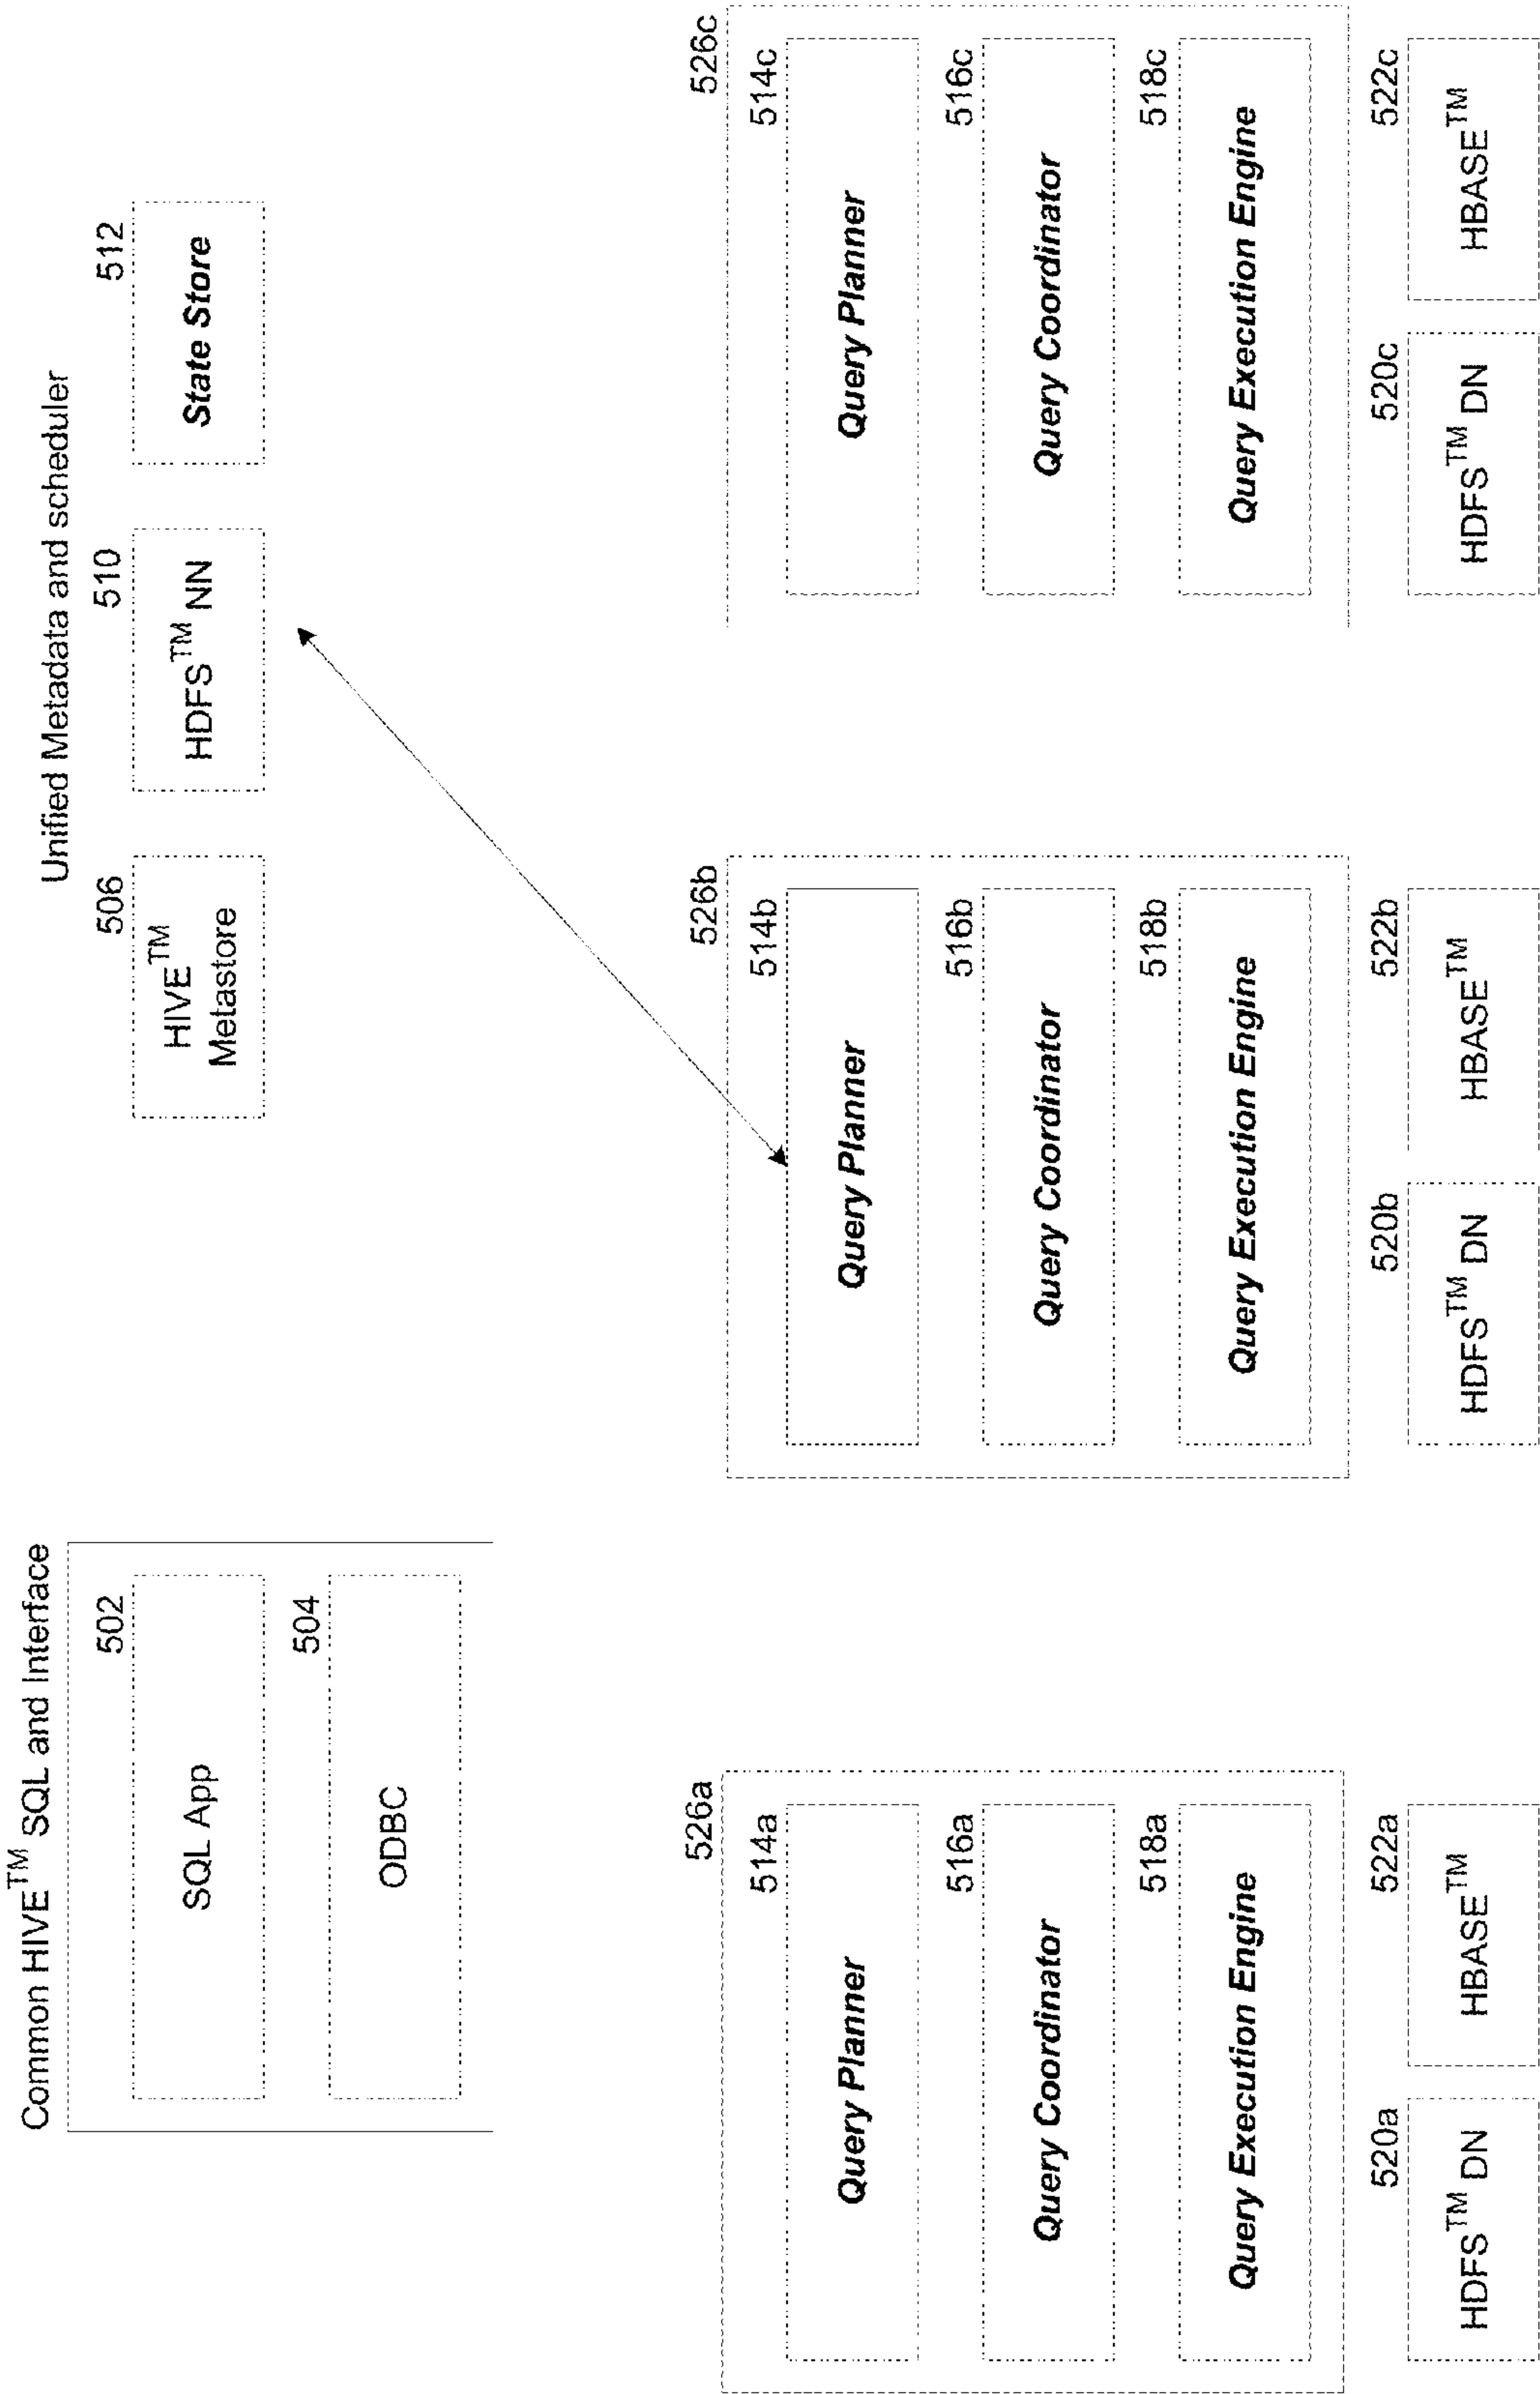 Common HIVE™ SQL and Interface
502
SQL App
504
ODBC
Unified Metadata and scheduler
506
HIVE™
Metastore
510
HDFS™ NN
512
State Store
526a
514a
Query Planner
516a
Query Coordinator
518a
Query Execution Engine
520a
HDFS™ DN
522a
HBASE™
526b
514b
Query Planner
516b
Query Coordinator
518b
Query Execution Engine
520b
HDFS™ DN
522b
HBASE™
526c
514c
Query Planner
516c
Query Coordinator
518c
Query Execution Engine
520c
HDFS™ DN
522c
HBASE™